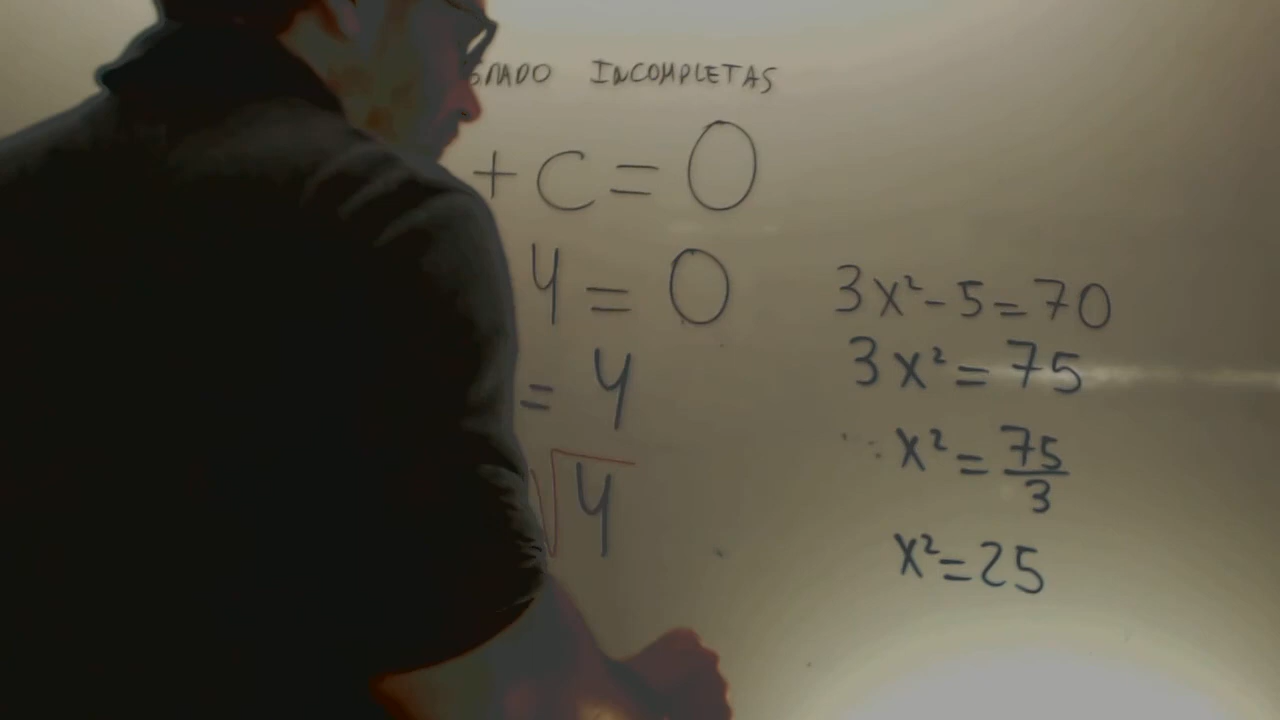 GRADO INCOMPLETAS
+ C = 0
4 = 0
= 4
√4
3x² - 5 = 70
3x² = 75
x² = 75/3
x² = 25